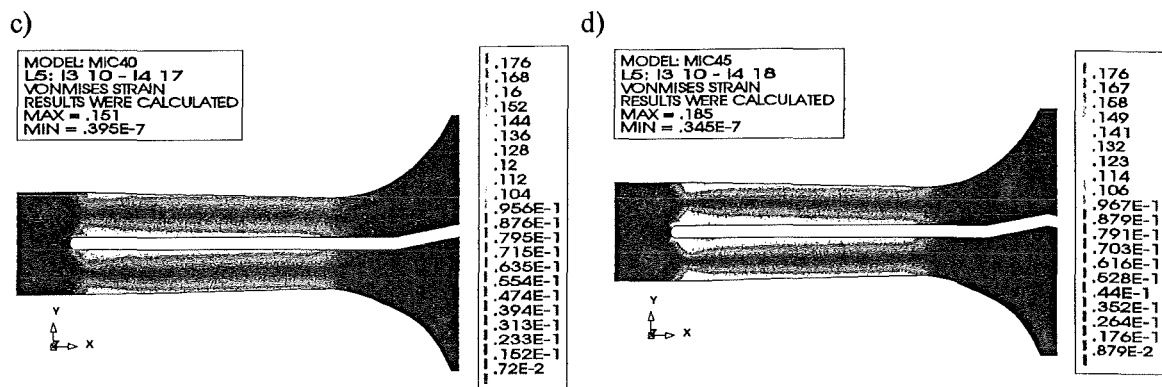 c)
MODEL: MIC40
L5: I3 10 - I4 17
VONMISES STRAIN
RESULTS WERE CALCULATED
MAX = .151
MIN = .395E-7
.176
.168
.16
.152
.144
.136
.128
.12
.112
.104
.956E-1
.876E-1
.795E-1
.715E-1
.635E-1
.554E-1
.474E-1
.394E-1
.313E-1
.233E-1
.152E-1
.72E-2
Y
Z
X
d)
MODEL: MIC45
L5: I3 10 - I4 18
VONMISES STRAIN
RESULTS WERE CALCULATED
MAX = .185
MIN = .345E-7
.176
.167
.158
.149
.141
.132
.123
.114
.106
.967E-1
.879E-1
.791E-1
.703E-1
.616E-1
.528E-1
.44E-1
.352E-1
.264E-1
.176E-1
.879E-2
Y
Z
X